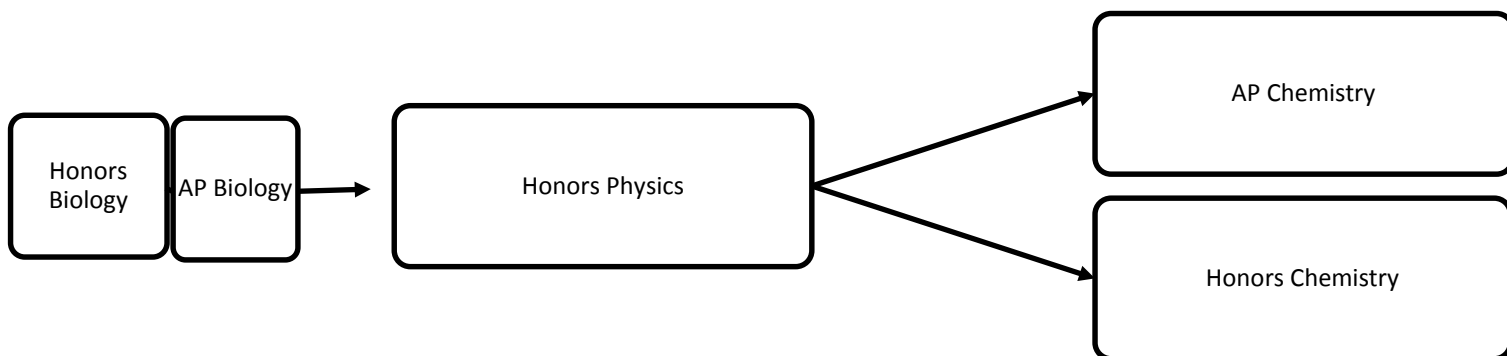 Honors
Biology
AP Biology
Honors Physics
AP Chemistry
Honors Chemistry